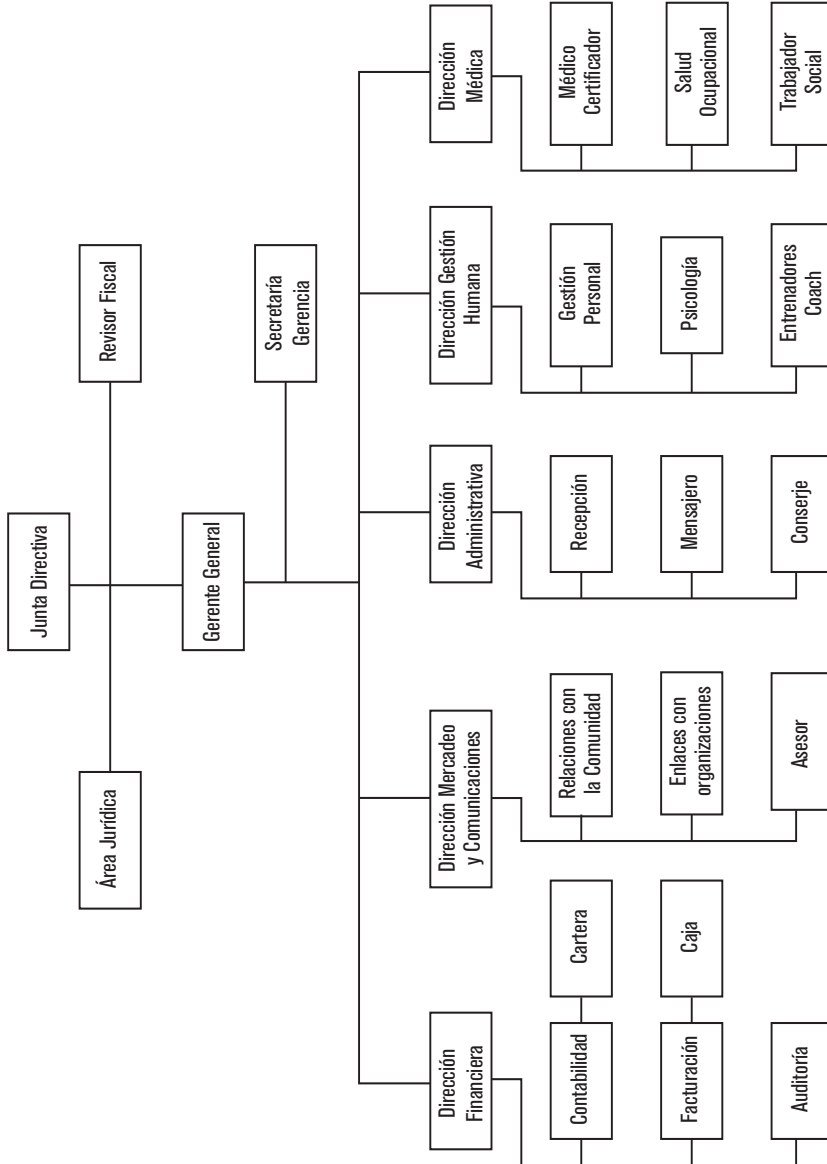 Junta Directiva
Área Jurídica
Revisor Fiscal
Gerente General
Secretaría
Gerencia
Dirección
Financiera
Dirección Mercadeo
y Comunicaciones
Dirección
Administrativa
Dirección Gestión
Humana
Dirección
Médica
Contabilidad
Cartera
Relaciones con
la Comunidad
Recepción
Gestión
Personal
Médico
Certificador
Facturación
Caja
Enlaces con
organizaciones
Mensajero
Psicología
Salud
Ocupacional
Auditoría
Asesor
Conserje
Entrenadores
Coach
Trabajador
Social